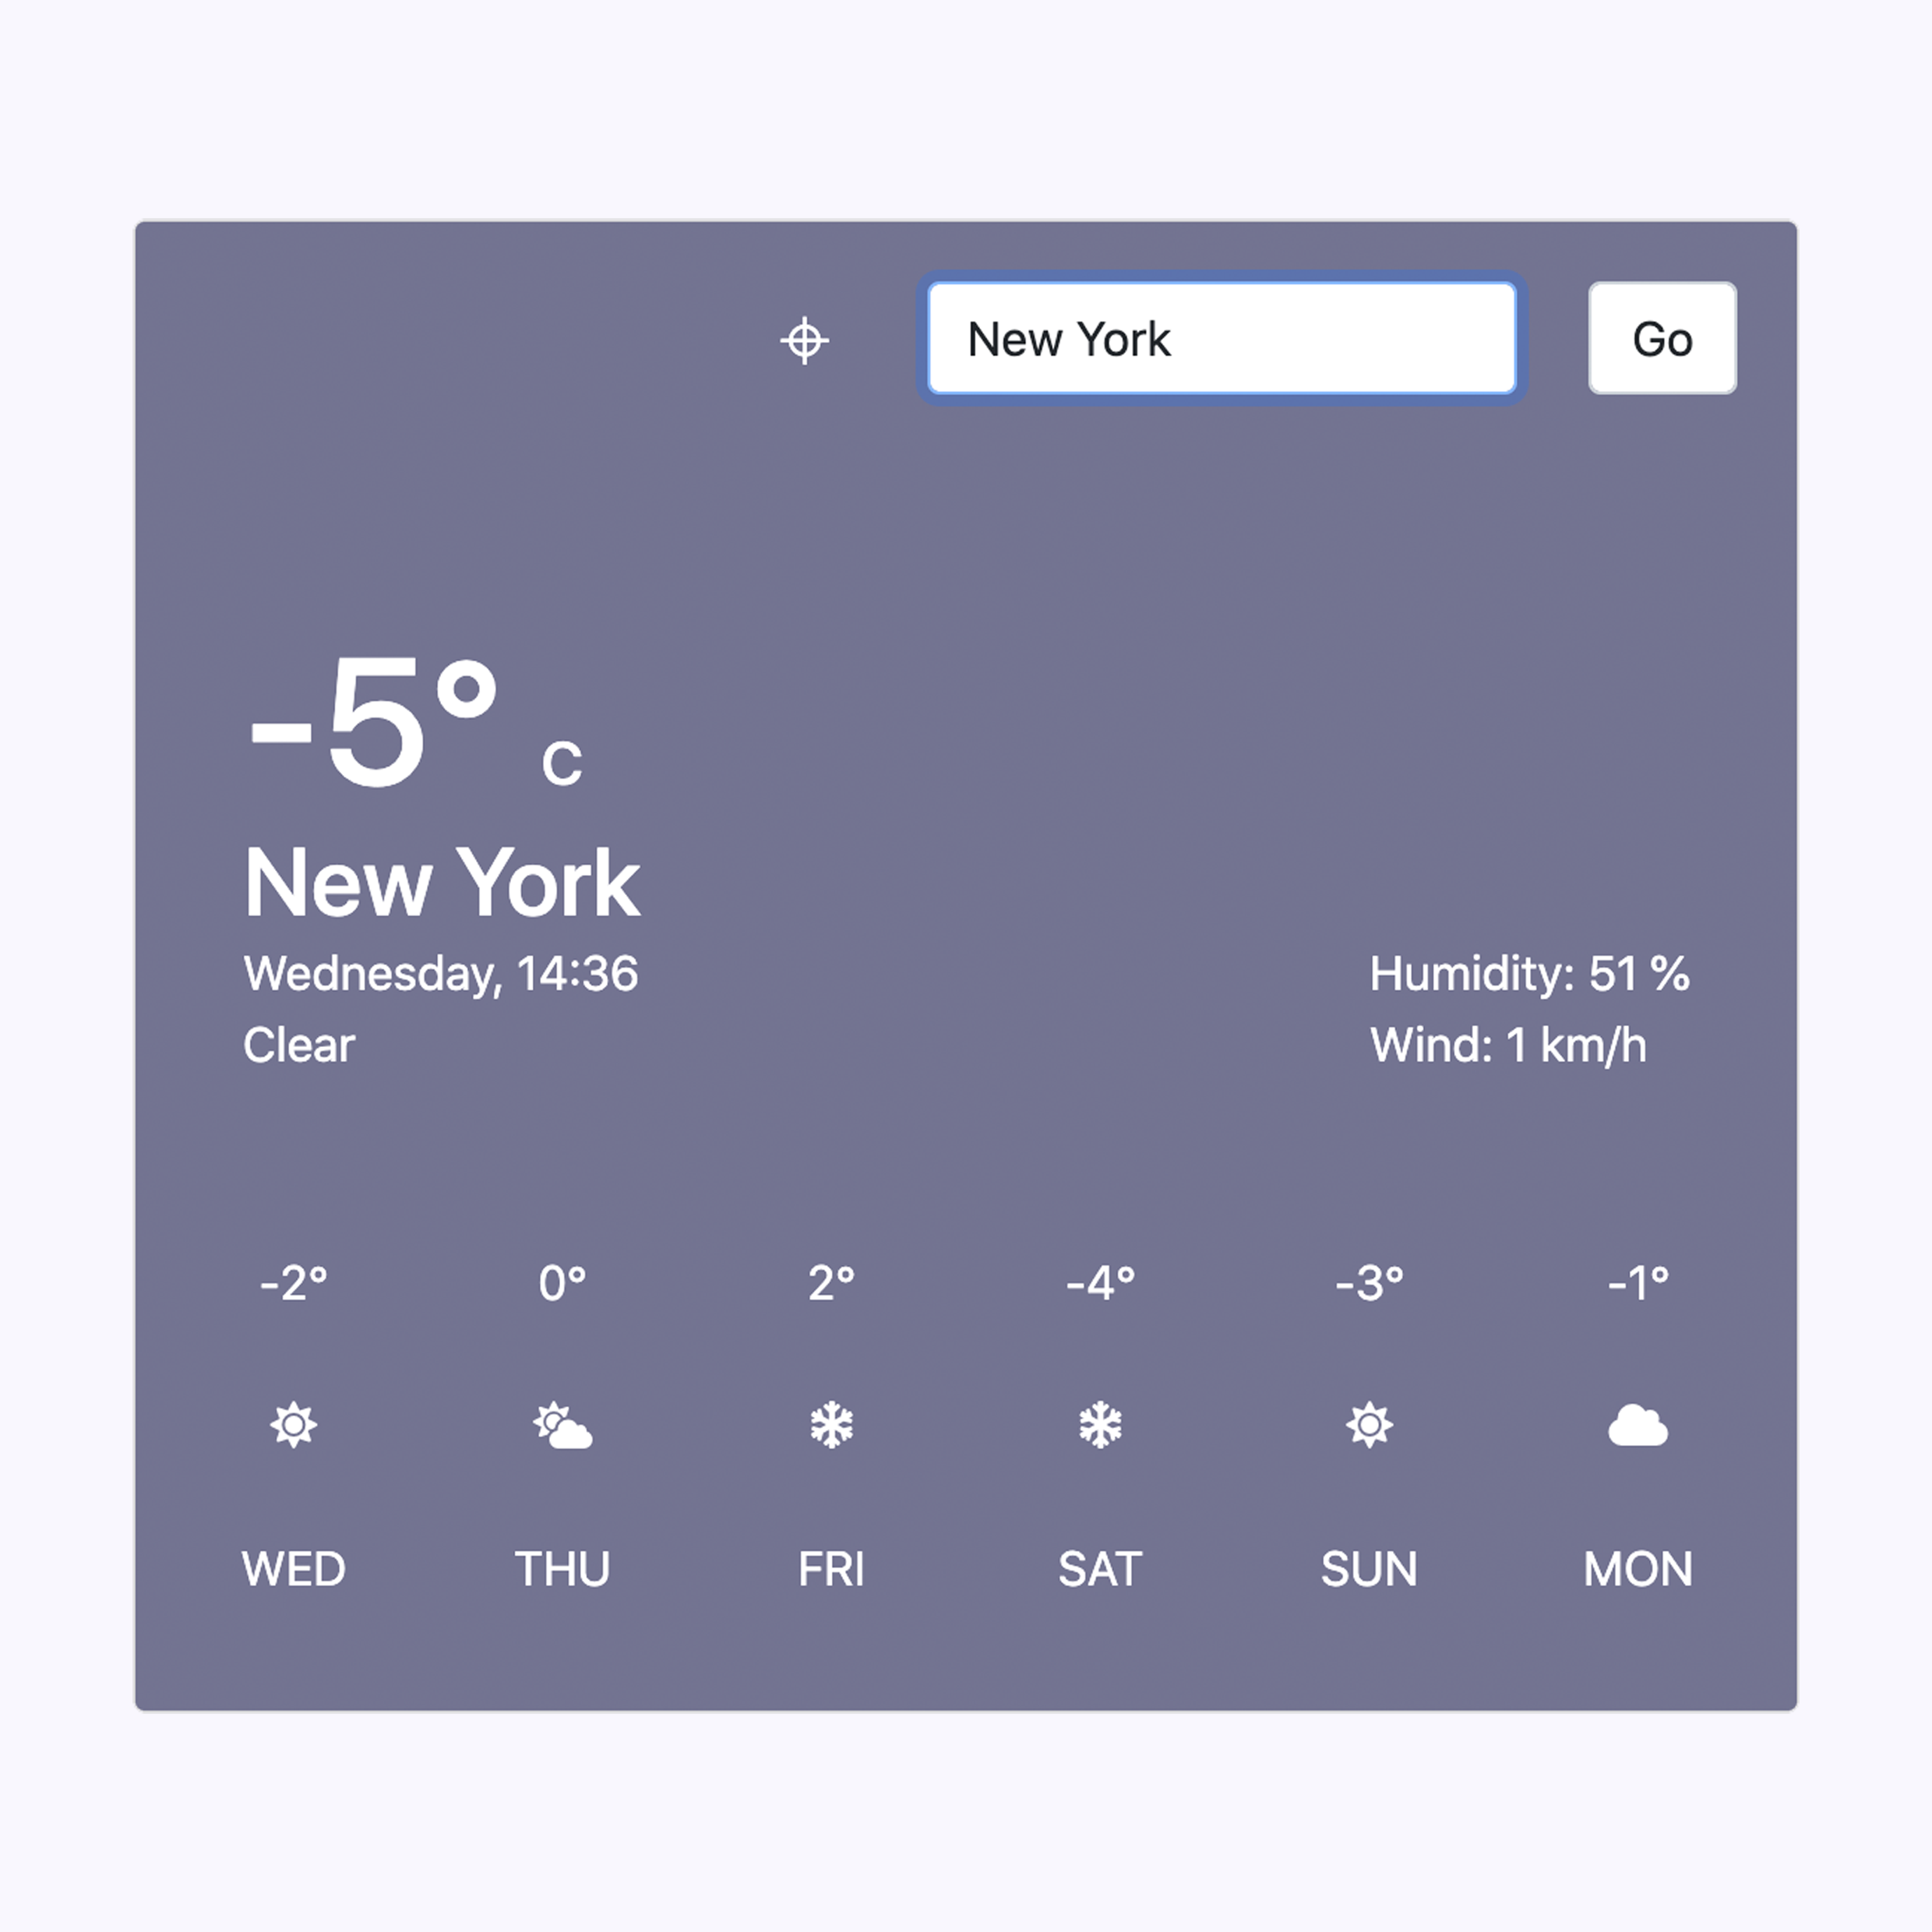 New York
Go
-5° C
New York
Wednesday, 14:36
Humidity: 51 %
Clear
Wind: 1 km/h
-2° 0° 2° -4° -3° -1°
WED THU FRI SAT SUN MON